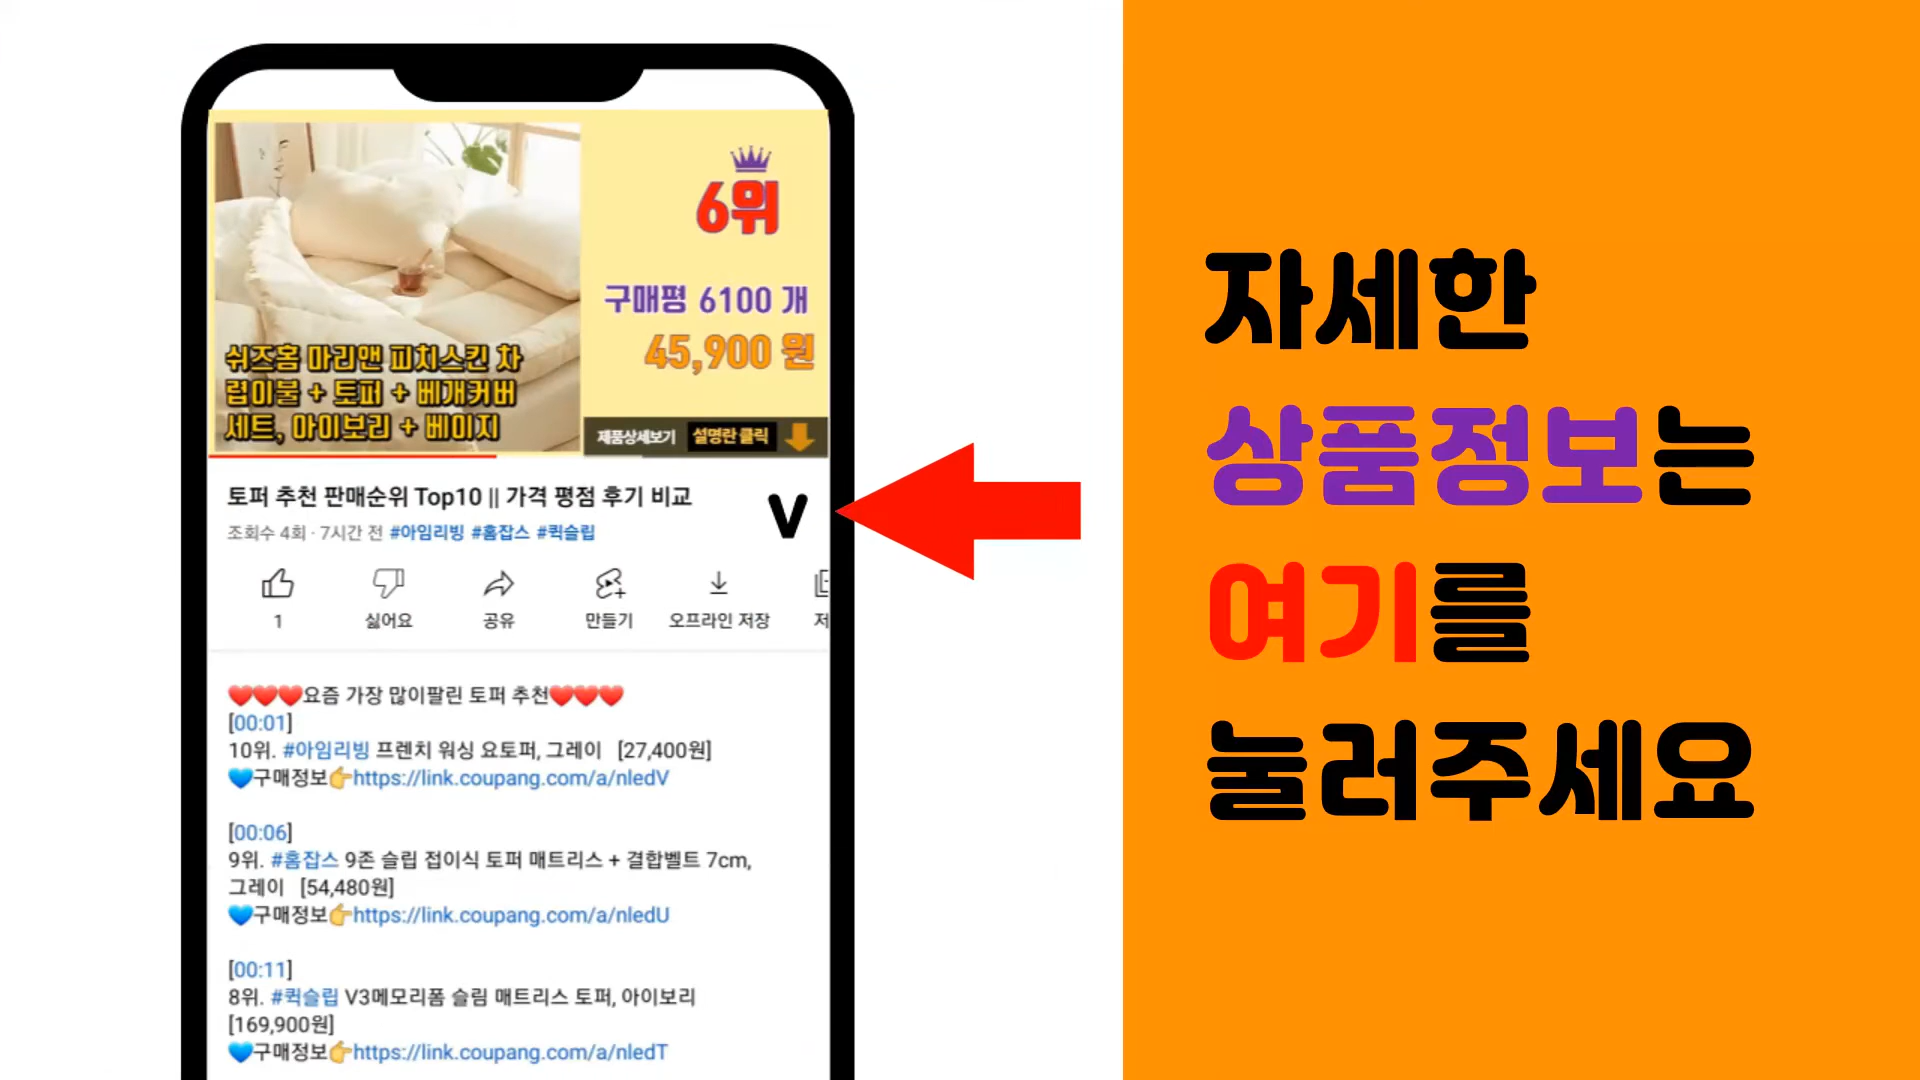 6위
구매평 6100 개
45,900 원
쉬즈홈 마리앤 피치스킨 차
렵이불 + 토퍼 + 베개커버
세트, 아이보리 + 베이지
제품상세보기 설명란 클릭
토퍼 추천 판매순위 Top10 || 가격 평점 후기 비교
V
조회수 4회 · 7시간 전 #아임리빙 #홈잡스 #퀵슬립
1 싫어요 공유 만들기 오프라인 저장 저
❤️❤️❤️요즘 가장 많이팔린 토퍼 추천❤️❤️❤️
[00:01]
10위. #아임리빙 프렌치 워싱 요토퍼, 그레이 [27,400원]
💙구매정보👉https://link.coupang.com/a/nledV
[00:06]
9위. #홈잡스 9존 슬립 접이식 토퍼 매트리스 + 결합벨트 7cm,
그레이 [54,480원]
💙구매정보👉https://link.coupang.com/a/nledU
[00:11]
8위. #퀵슬립 V3메모리폼 슬림 매트리스 토퍼, 아이보리
[169,900원]
💙구매정보👉https://link.coupang.com/a/nledT
자세한
상품정보는
여기를
눌러주세요